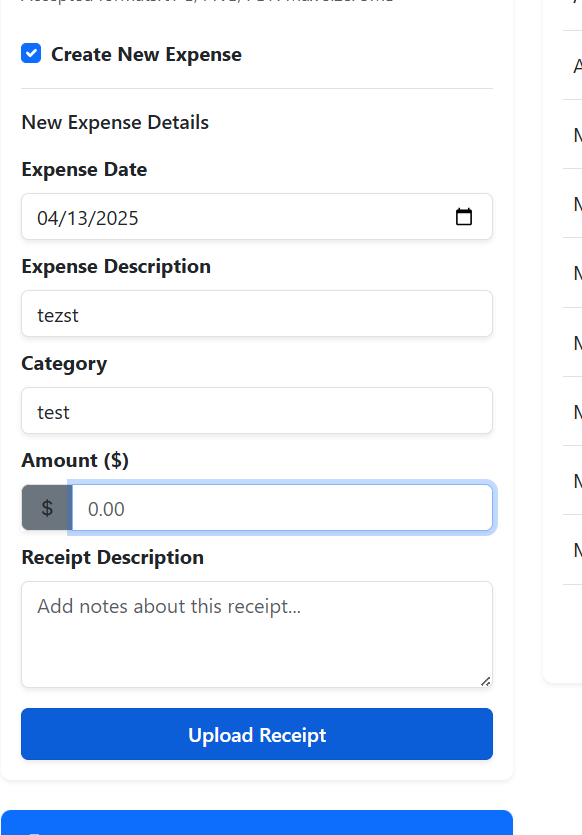 Create New Expense
New Expense Details
Expense Date
04/13/2025
Expense Description
tezst
Category
test
Amount ($)
$ 0.00
Receipt Description
Add notes about this receipt...
Upload Receipt